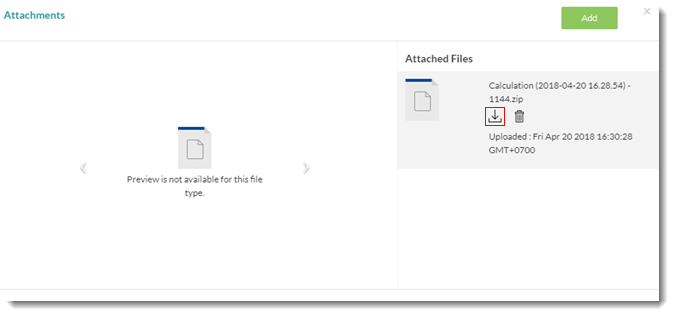 Attachments
Add
Attached Files
Calculation (2018-04-20 16.28.54) -
1144.zip
Uploaded : Fri Apr 20 2018 16:30:28
GMT+0700
Preview is not available for this file
type.